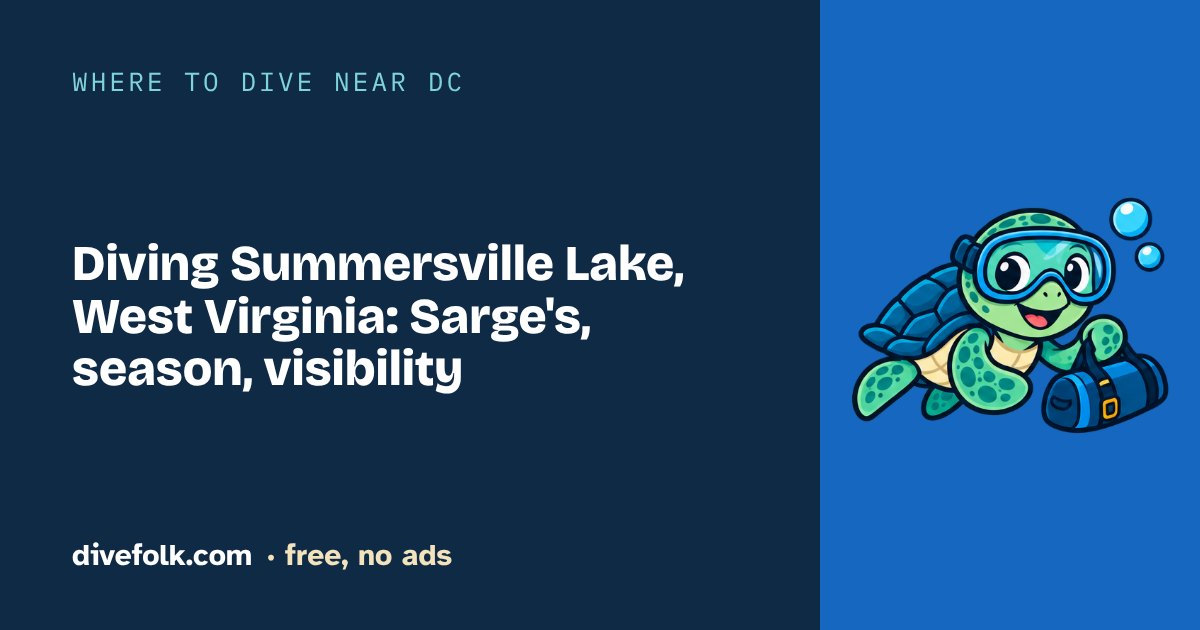 WHERE TO DIVE NEAR DC
Diving Summersville Lake,
West Virginia: Sarge's,
season, visibility
divefolk.com · free, no ads